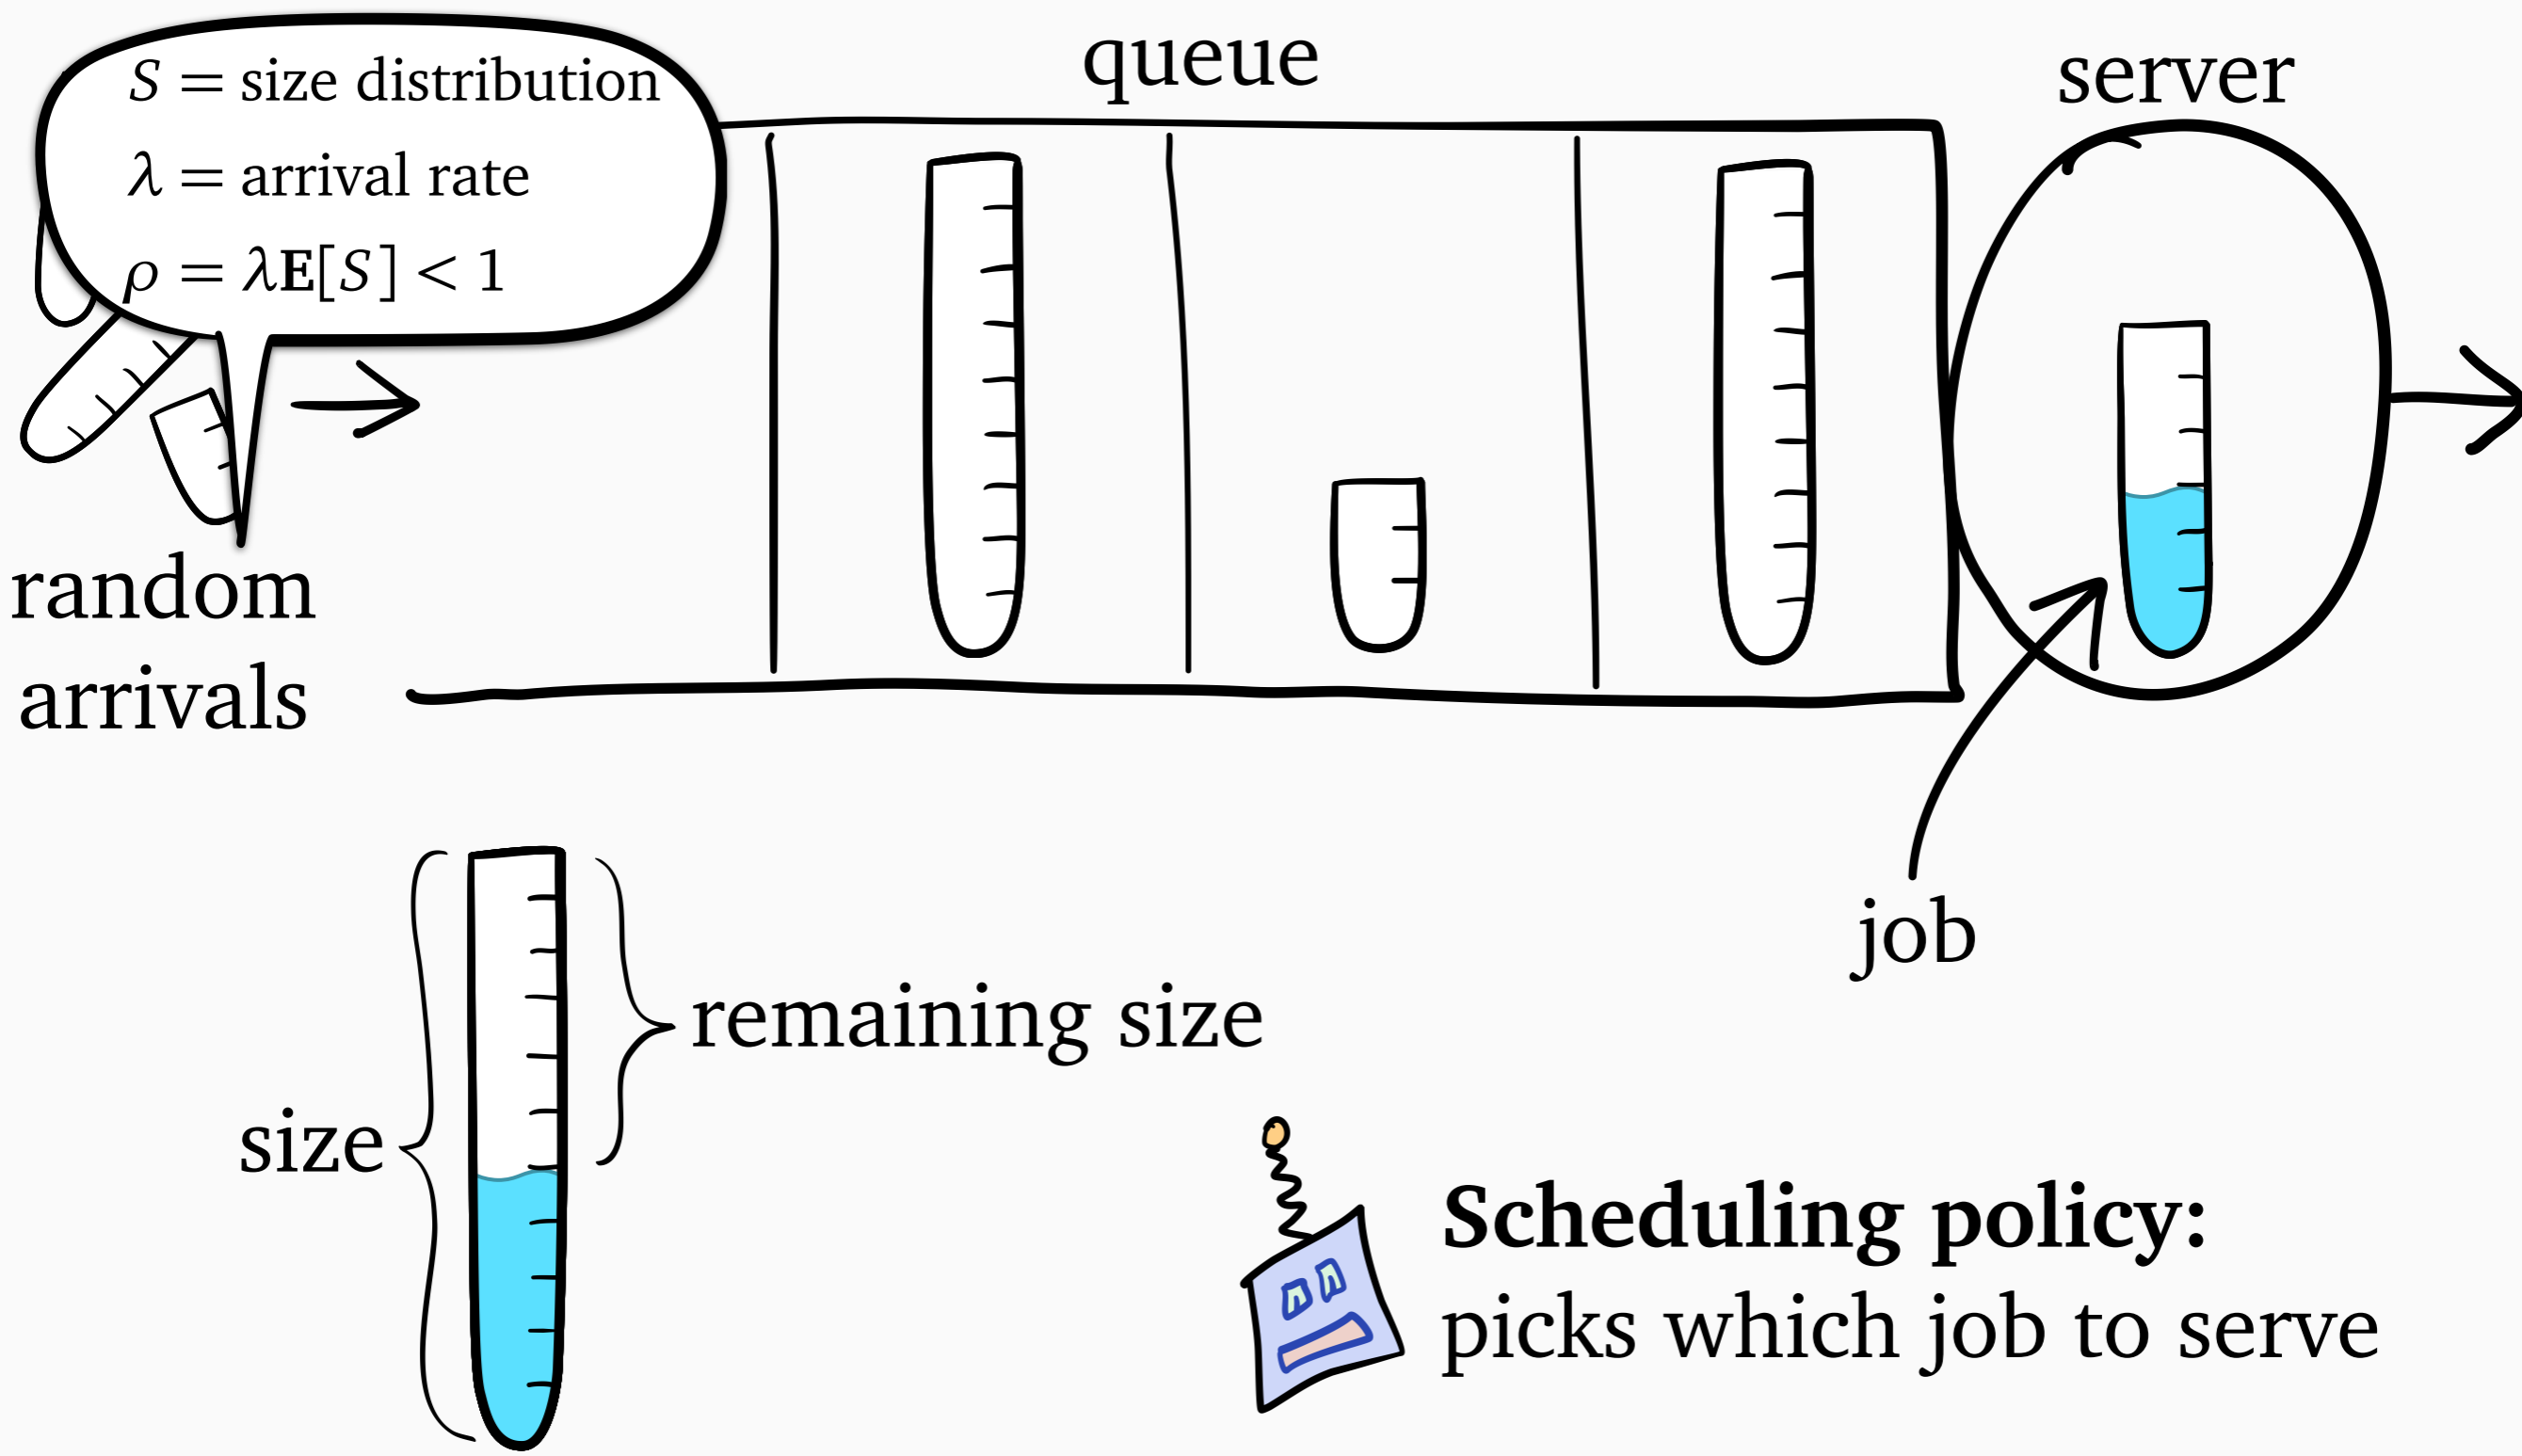 S = size distribution
λ = arrival rate
ρ = λE[S] < 1
queue
server
random
arrivals
job
remaining size
size
Scheduling policy:
picks which job to serve